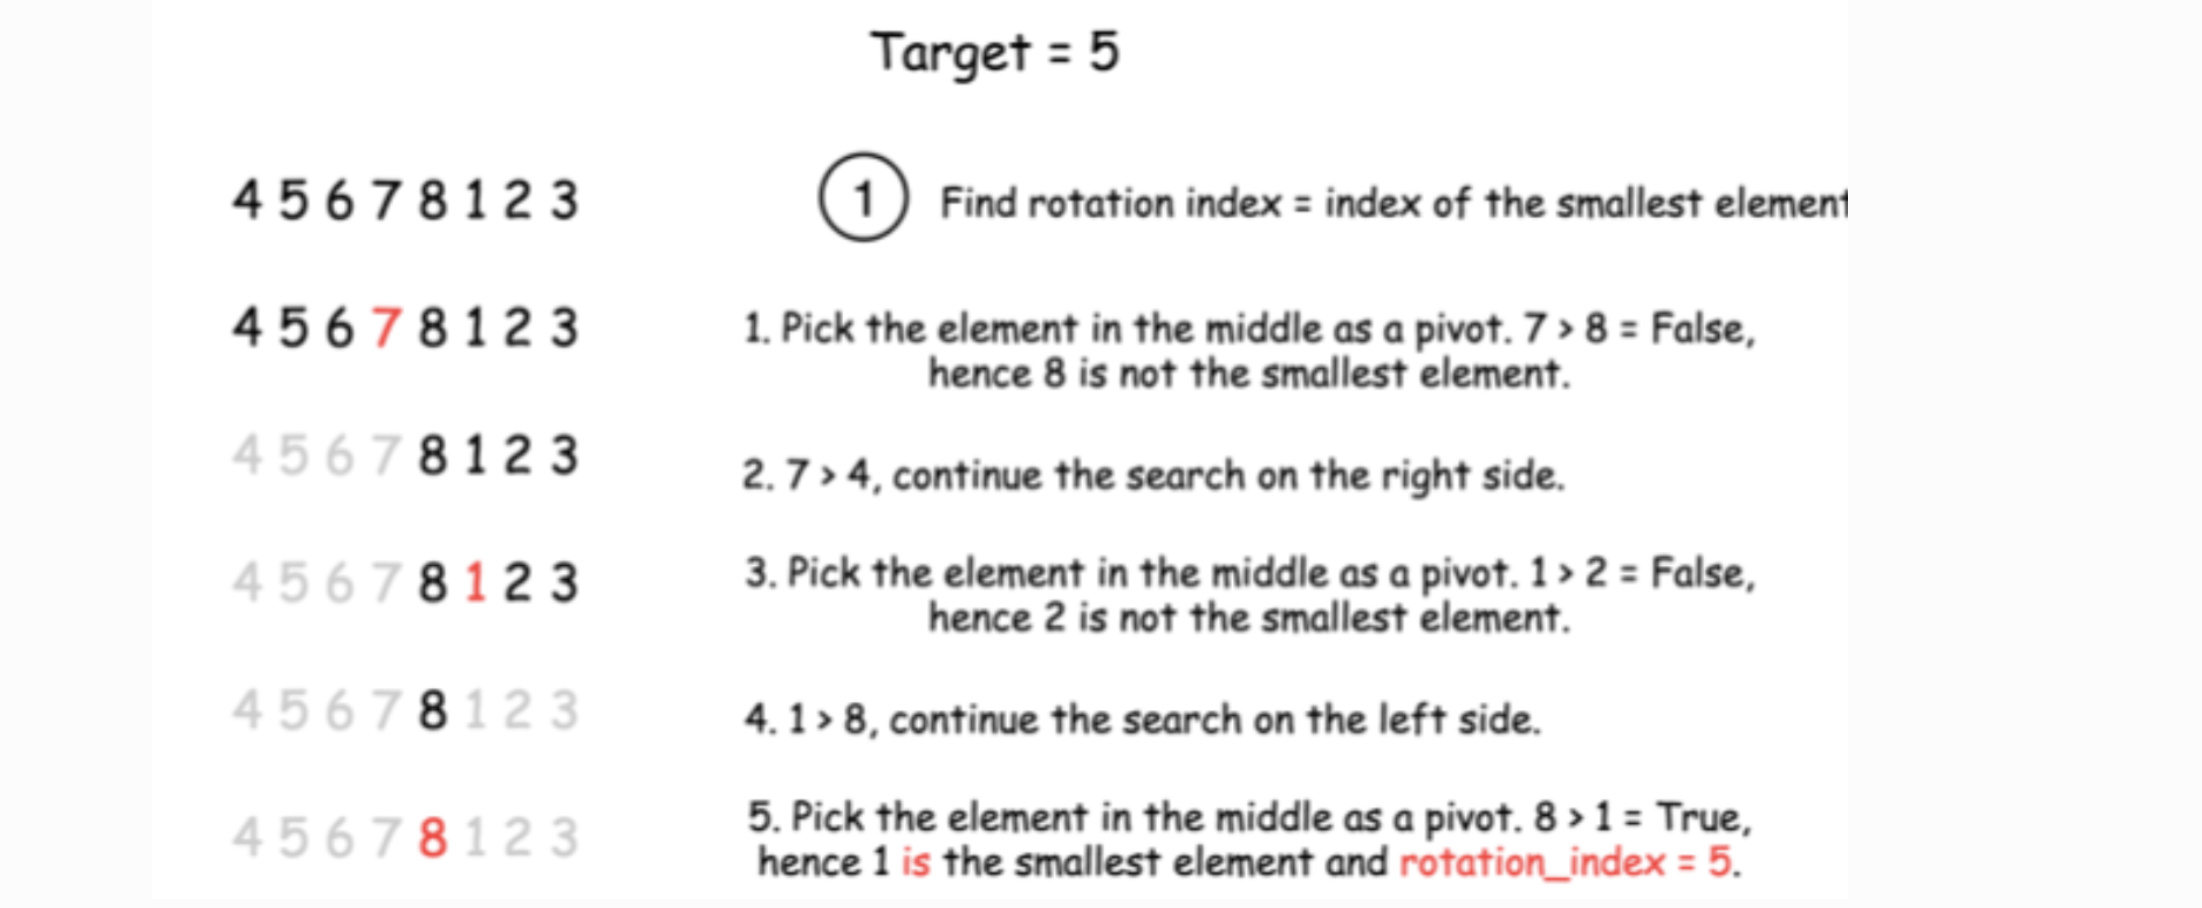 Target = 5
4 5 6 7 8 1 2 3
1 Find rotation index = index of the smallest element
4 5 6 7 8 1 2 3
1. Pick the element in the middle as a pivot. 7 > 8 = False,
hence 8 is not the smallest element.
4 5 6 7 8 1 2 3
2. 7 > 4, continue the search on the right side.
4 5 6 7 8 1 2 3
3. Pick the element in the middle as a pivot. 1 > 2 = False,
hence 2 is not the smallest element.
4 5 6 7 8 1 2 3
4. 1 > 8, continue the search on the left side.
4 5 6 7 8 1 2 3
5. Pick the element in the middle as a pivot. 8 > 1 = True,
hence 1 is the smallest element and rotation_index = 5.